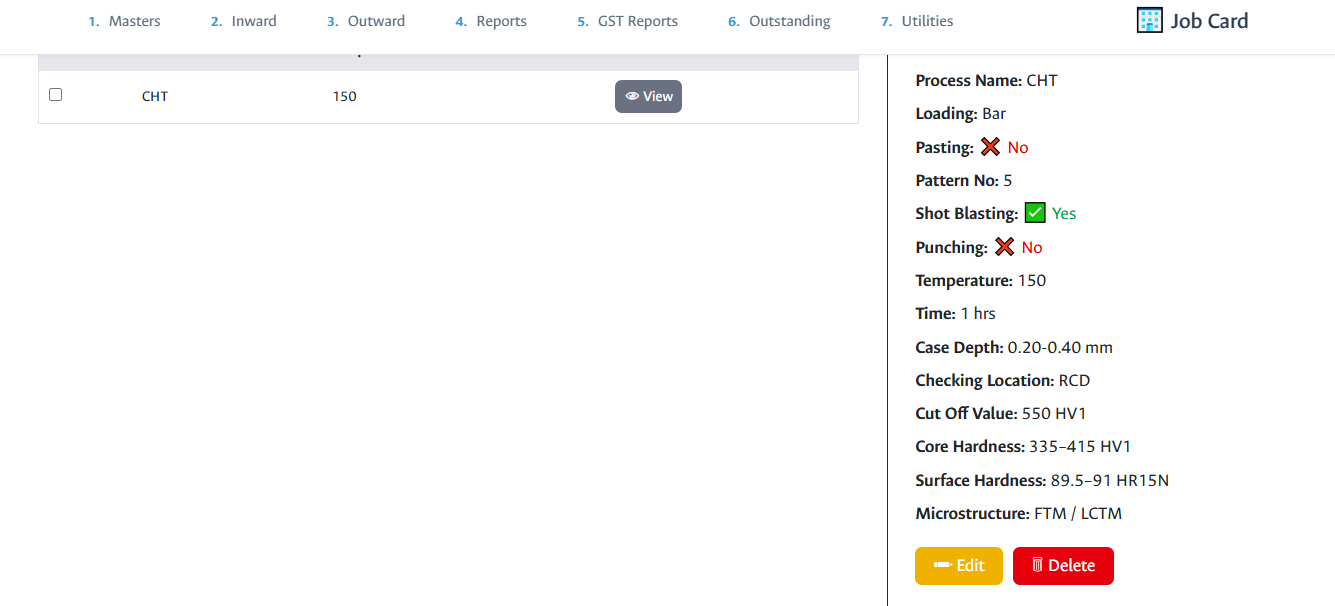 1. Masters 2. Inward 3. Outward 4. Reports 5. GST Reports 6. Outstanding 7. Utilities Job Card
CHT 150 View
Process Name: CHT
Loading: Bar
Pasting: ❌ No
Pattern No: 5
Shot Blasting: ✅ Yes
Punching: ❌ No
Temperature: 150
Time: 1 hrs
Case Depth: 0.20-0.40 mm
Checking Location: RCD
Cut Off Value: 550 HV1
Core Hardness: 335–415 HV1
Surface Hardness: 89.5–91 HR15N
Microstructure: FTM / LCTM
Edit Delete